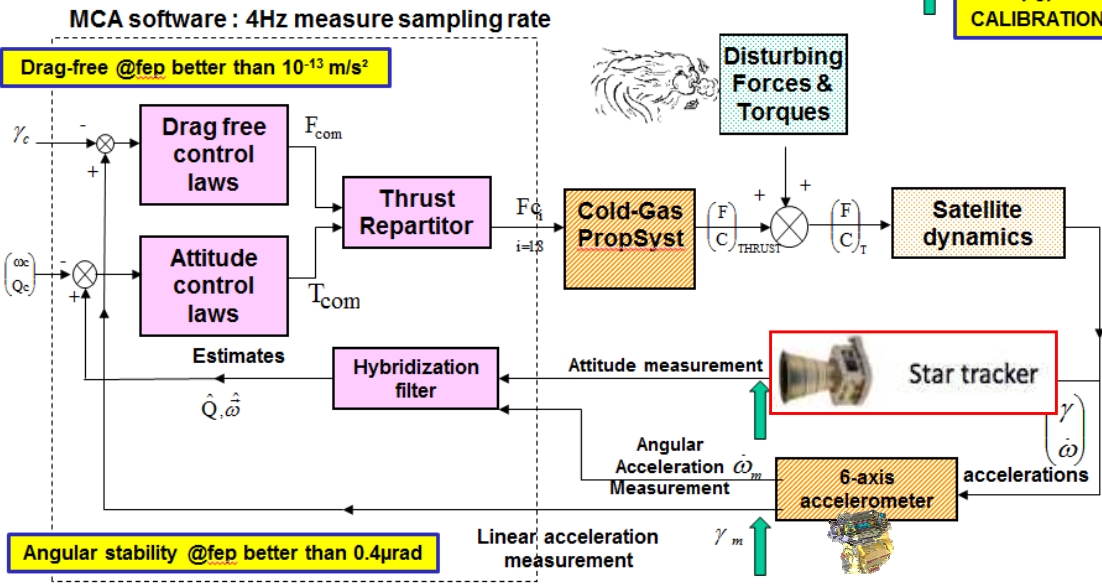 MCA software : 4Hz measure sampling rate
CALIBRATION
Drag-free @fep better than 10⁻¹³ m/s²
Disturbing
Forces &
Torques
γc
-
+
Drag free
control
laws
Fcom
Thrust
Repartitor
Fci
i=1à8
Cold-Gas
PropSyst
(F
C) THRUST
+
+
(F
C) T
Satellite
dynamics
(ωc
Qc)
-
+
Attitude
control
laws
Tcom
Estimates
Q̂, ω̂
Hybridization
filter
Attitude measurement
Star tracker
(γ
ω̇)
Angular
Acceleration ω̇m
Measurement
6-axis
accelerometer
accelerations
Linear acceleration
measurement
γm
Angular stability @fep better than 0.4µrad